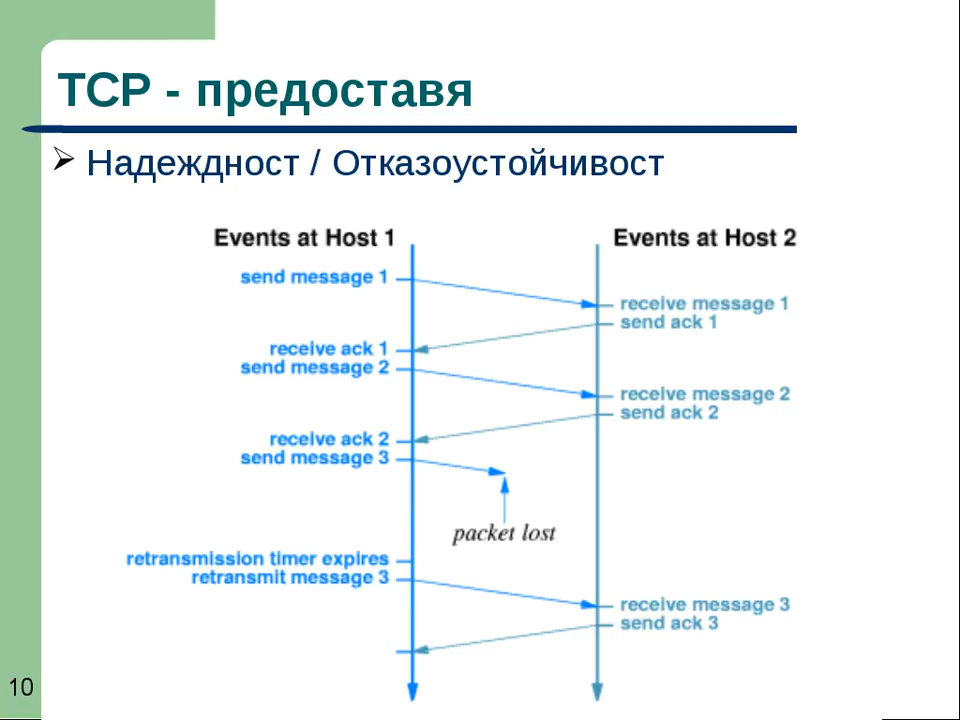 TCP - предоставя
Надеждност / Отказоустойчивост
Events at Host 1
Events at Host 2
send message 1
receive message 1
send ack 1
receive ack 1
send message 2
receive message 2
send ack 2
receive ack 2
send message 3
packet lost
retransmission timer expires
retransmit message 3
receive message 3
send ack 3
10